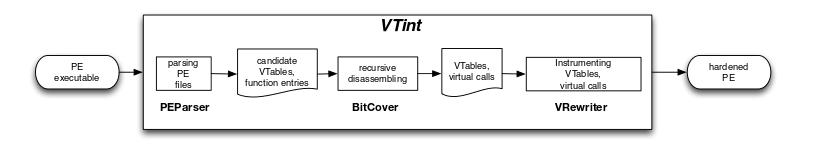 VTint
PE
executable
parsing
PE
files
candidate
VTables,
function entries
recursive
disassembling
VTables,
virtual calls
Instrumenting
VTables,
virtual calls
hardened
PE
PEParser
BitCover
VRewriter